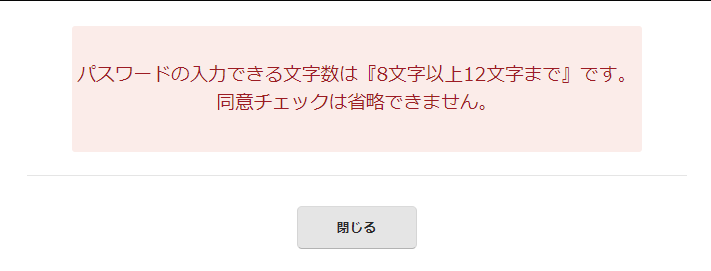 パスワードの入力できる文字数は『8文字以上12文字まで』です。
同意チェックは省略できません。
閉じる